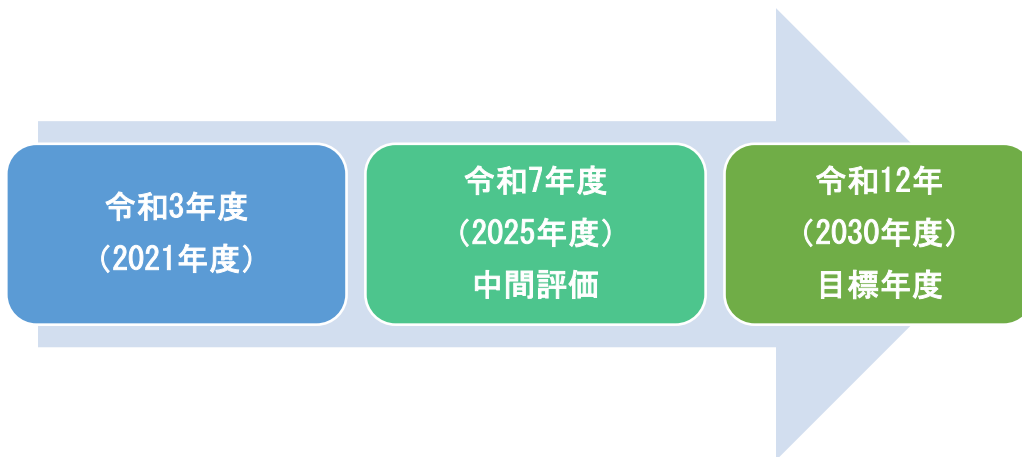 令和3年度
（2021年度）
令和7年度
（2025年度）
中間評価
令和12年
（2030年度）
目標年度